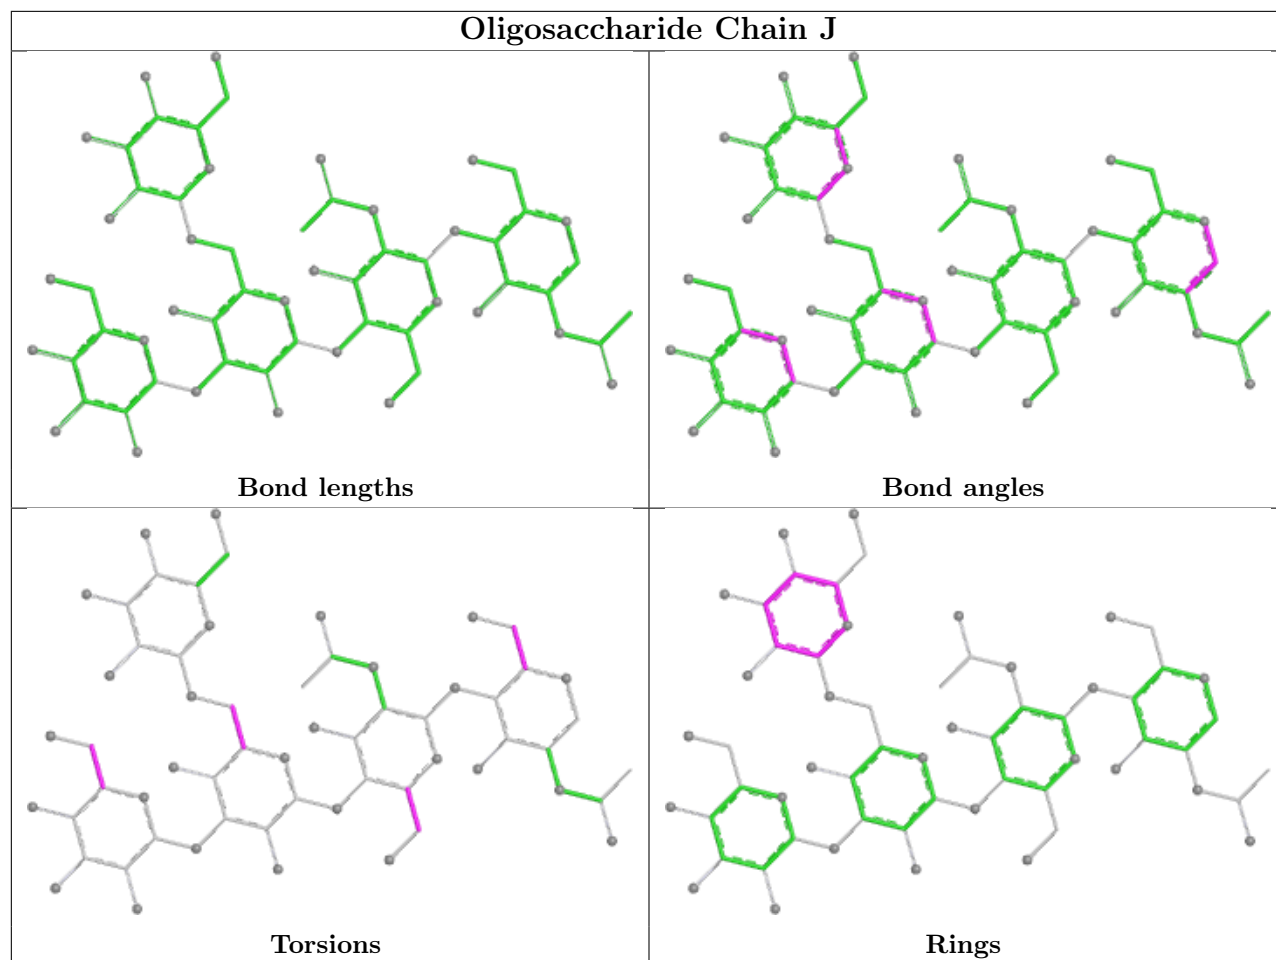 Oligosaccharide Chain J
Bond lengths
Bond angles
Torsions
Rings